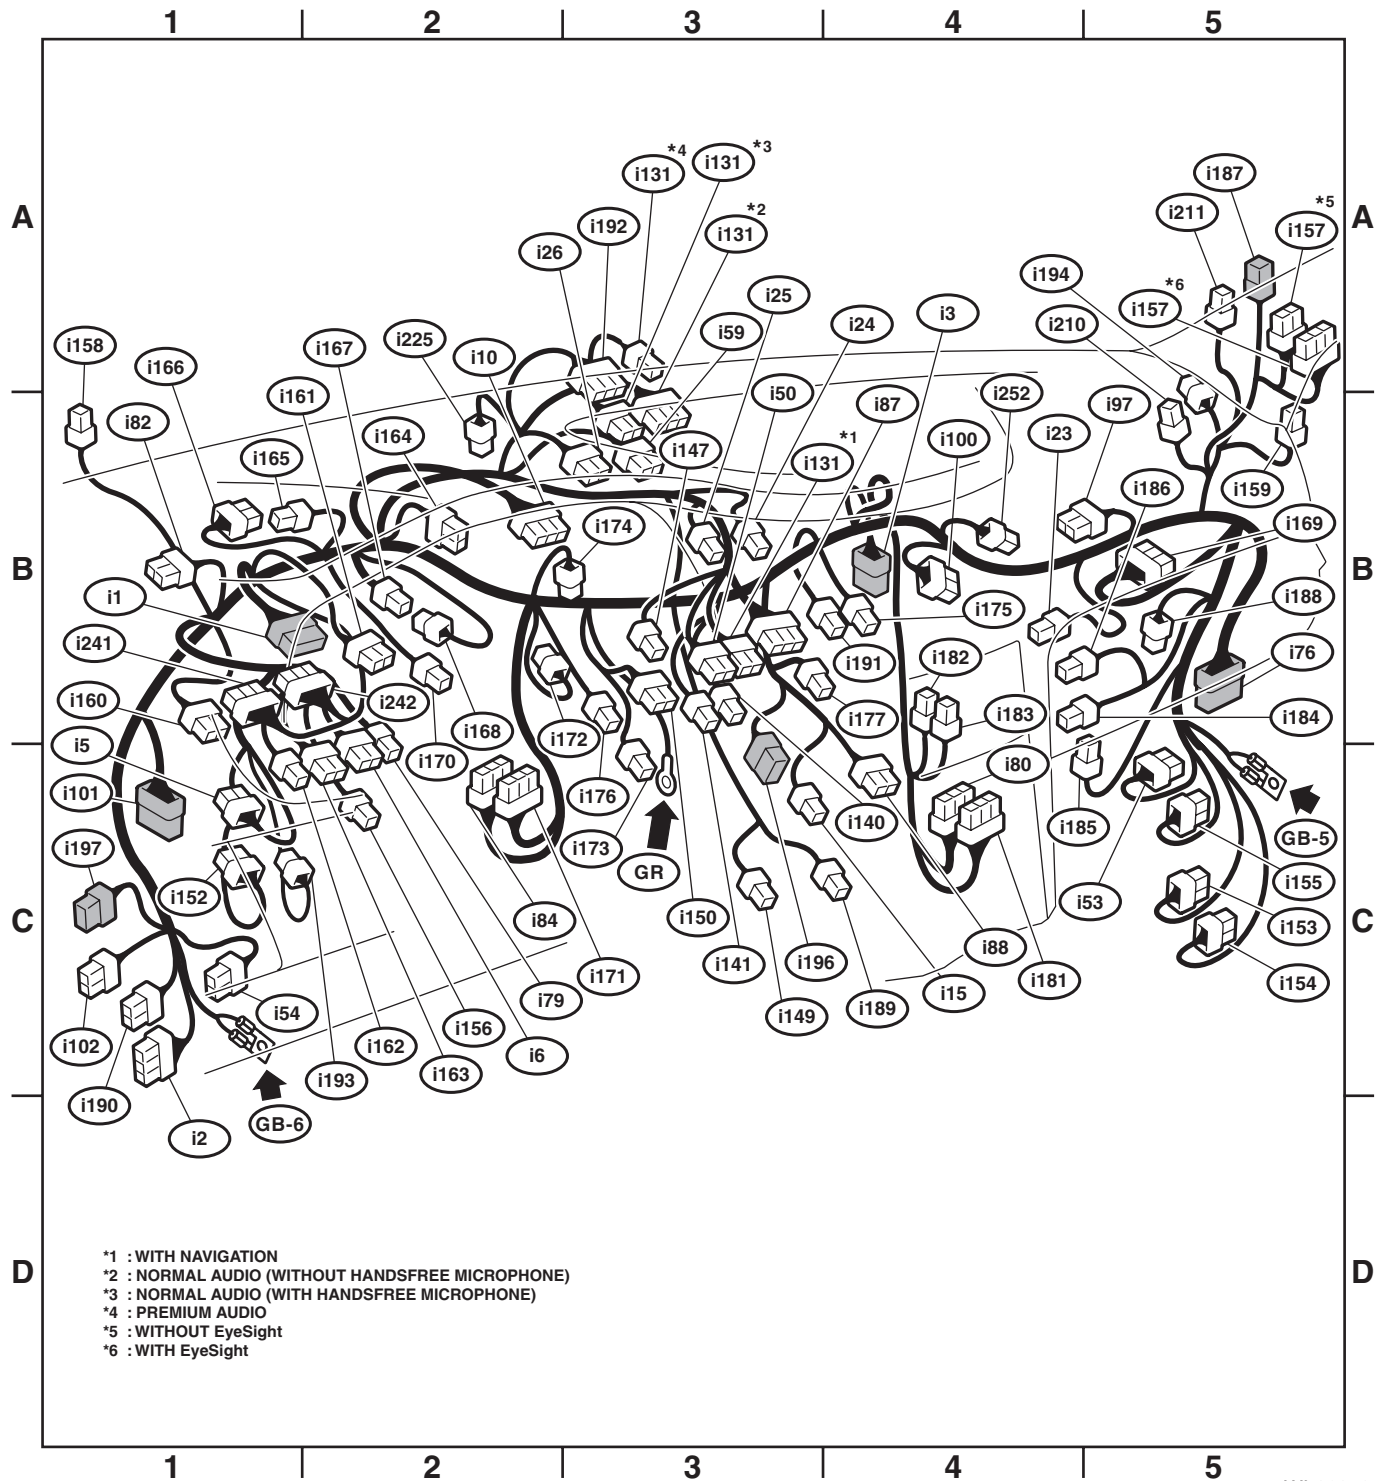 1 2 3 4 5
A A
i131 *4 i131 *3
i187
i211 *5
i192 *2 i157
i26 i131
i194 *6
i25 i157
i210
i158 i225 i59 i24 i3
i167
i166 i10
i161 i50 i87 i252 i97
i82 i164 i147 *1 i100 i23
i165 i131
i186 i159
i174 i169
B B
i1 i175 i188
i241 i191 i182 i76
i160 i242 i177 i183 i184
i5 i168 i172
i170 i80
i101 i176 i140 i185 GB-5
i197 i173
GR i155
i152 i53
i84 i150 i153
C C
i141 i196 i88
i171 i181 i154
i54 i79 i15
i102 i156 i149 i189
i162 i6
i193 i163
i190
i2 GB-6
D D
*1 : WITH NAVIGATION
*2 : NORMAL AUDIO (WITHOUT HANDSFREE MICROPHONE)
*3 : NORMAL AUDIO (WITH HANDSFREE MICROPHONE)
*4 : PREMIUM AUDIO
*5 : WITHOUT EyeSight
*6 : WITH EyeSight
1 2 3 4 5